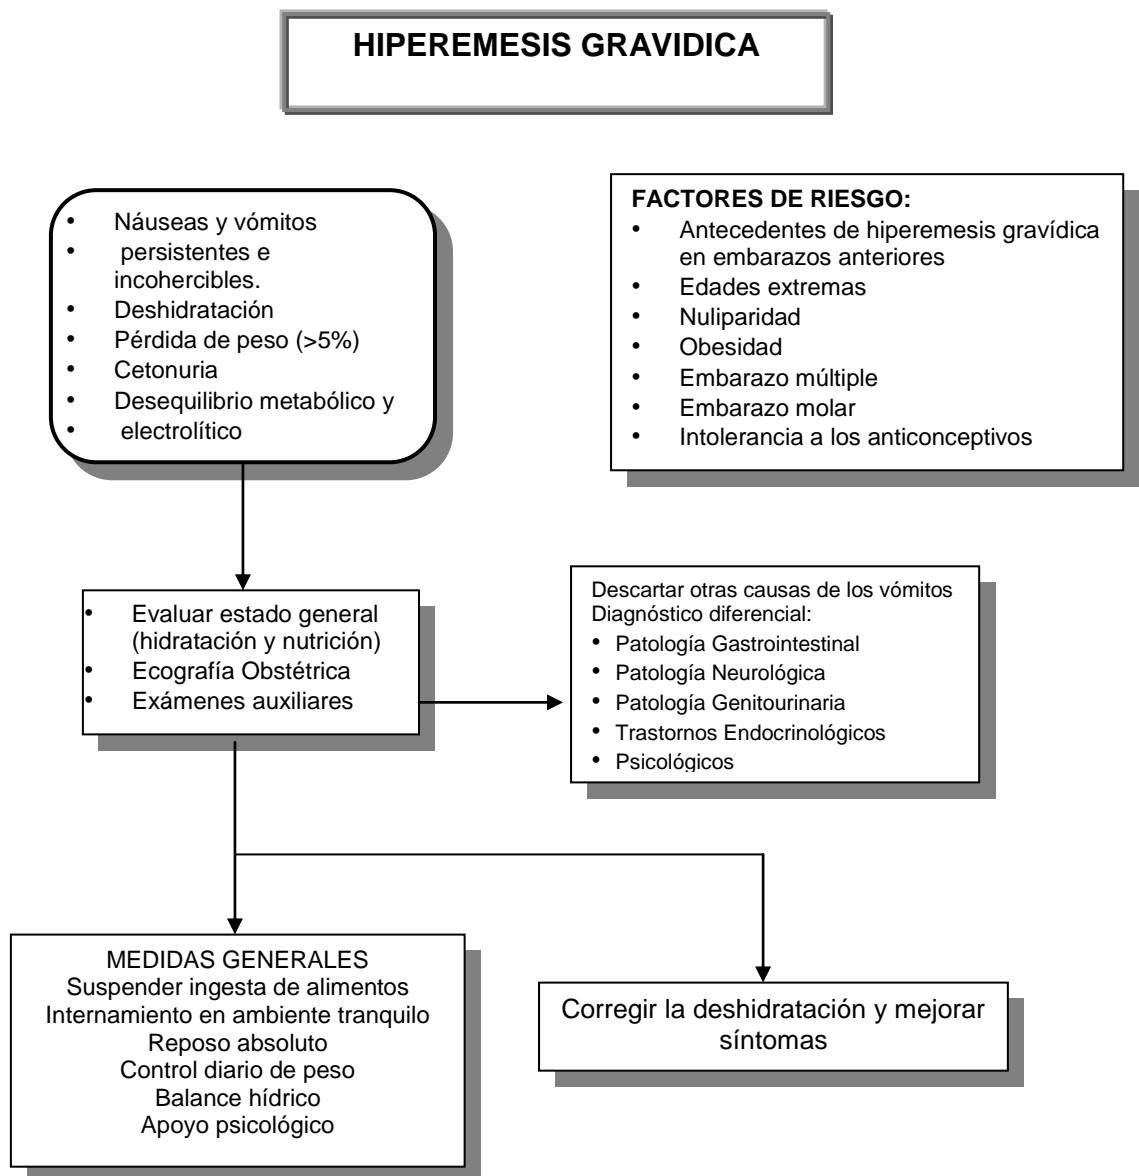 HIPEREMESIS GRAVIDICA
• Náuseas y vómitos
• persistentes e
incohercibles.
• Deshidratación
• Pérdida de peso (>5%)
• Cetonuria
• Desequilibrio metabólico y
• electrolítico
FACTORES DE RIESGO:
• Antecedentes de hiperemesis gravídica
en embarazos anteriores
• Edades extremas
• Nuliparidad
• Obesidad
• Embarazo múltiple
• Embarazo molar
• Intolerancia a los anticonceptivos
• Evaluar estado general
(hidratación y nutrición)
• Ecografía Obstétrica
• Exámenes auxiliares
Descartar otras causas de los vómitos
Diagnóstico diferencial:
• Patología Gastrointestinal
• Patología Neurológica
• Patología Genitourinaria
• Trastornos Endocrinológicos
• Psicológicos
MEDIDAS GENERALES
Suspender ingesta de alimentos
Internamiento en ambiente tranquilo
Reposo absoluto
Control diario de peso
Balance hídrico
Apoyo psicológico
Corregir la deshidratación y mejorar
síntomas